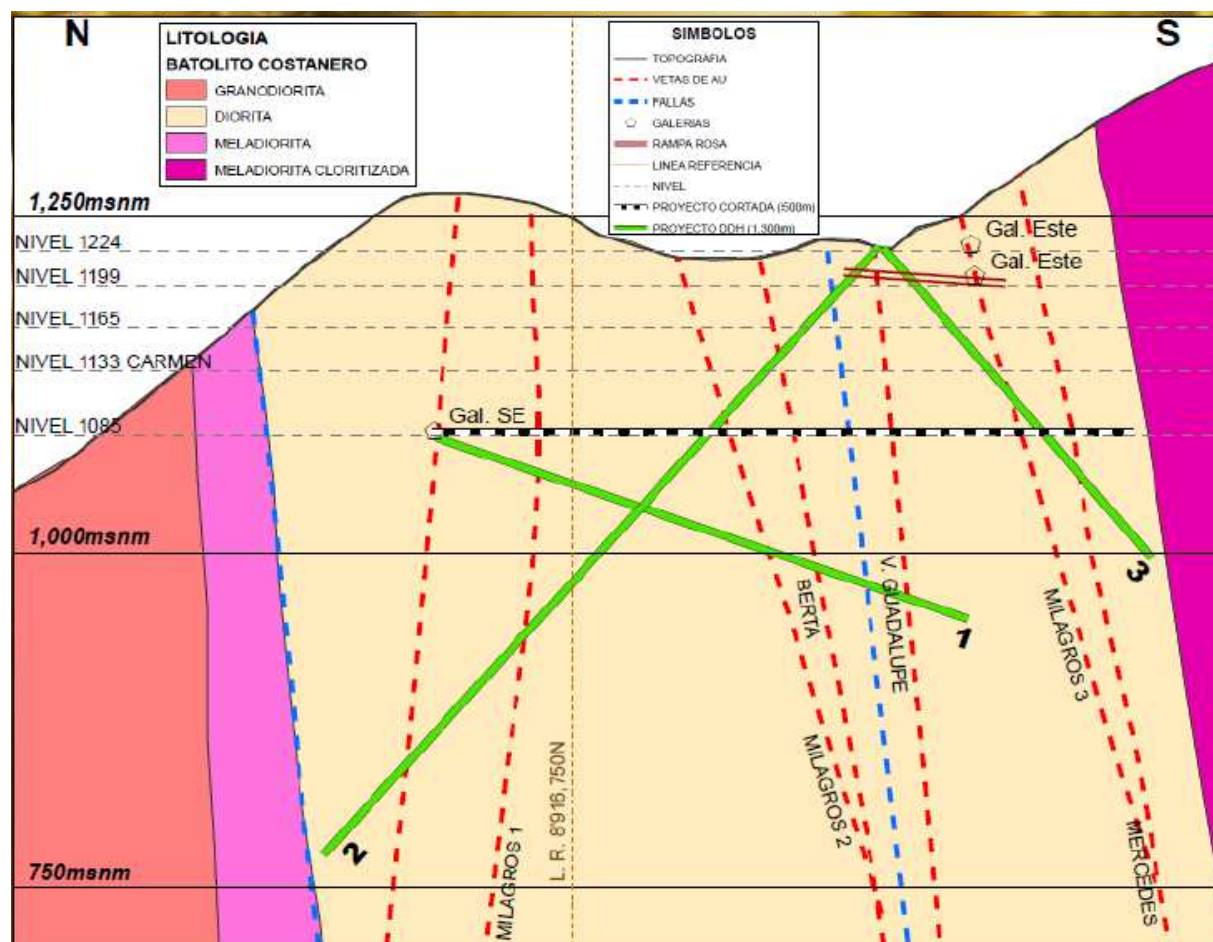 N
S
LITOLOGIA
BATOLITO COSTANERO
GRANODIORITA
DIORITA
MELADIORITA
MELADIORITA CLORITIZADA
SIMBOLOS
TOPOGRAFIA
VETAS DE AU
FALLAS
GALERIAS
RAMPA ROSA
LINEA REFERENCIA
NIVEL
PROYECTO CORTADA (500m)
PROYECTO DDH (1,300m)
1,250msnm
NIVEL 1224
Gal. Este
NIVEL 1199
Gal. Este
NIVEL 1165
NIVEL 1133 CARMEN
NIVEL 1085
Gal. SE
1,000msnm
BERTA
V. GUADALUPE
MILAGROS 3
1
2
3
MILAGROS 1
L. R. 8'916,750N
MILAGROS 2
MERCEDES
750msnm